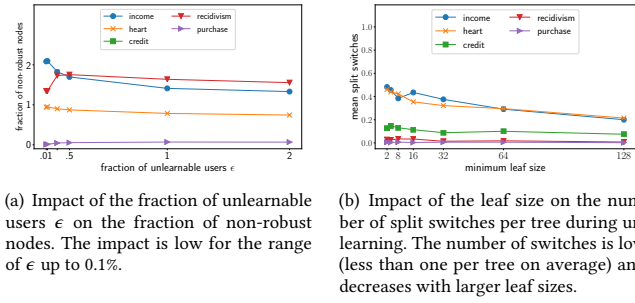 income
heart
credit
recidivism
purchase
fraction of non-robust nodes
2
1
0
.01 .5 1 2
fraction of unlearnable users ϵ
(a) Impact of the fraction of unlearnable
users ϵ on the fraction of non-robust
nodes. The impact is low for the range
of ϵ up to 0.1%.
income
heart
credit
recidivism
purchase
mean split switches
1.0
0.8
0.6
0.4
0.2
0.0
2 8 16 32 64 128
minimum leaf size
(b) Impact of the leaf size on the num
ber of split switches per tree during un
learning. The number of switches is low
(less than one per tree on average) an
decreases with larger leaf sizes.